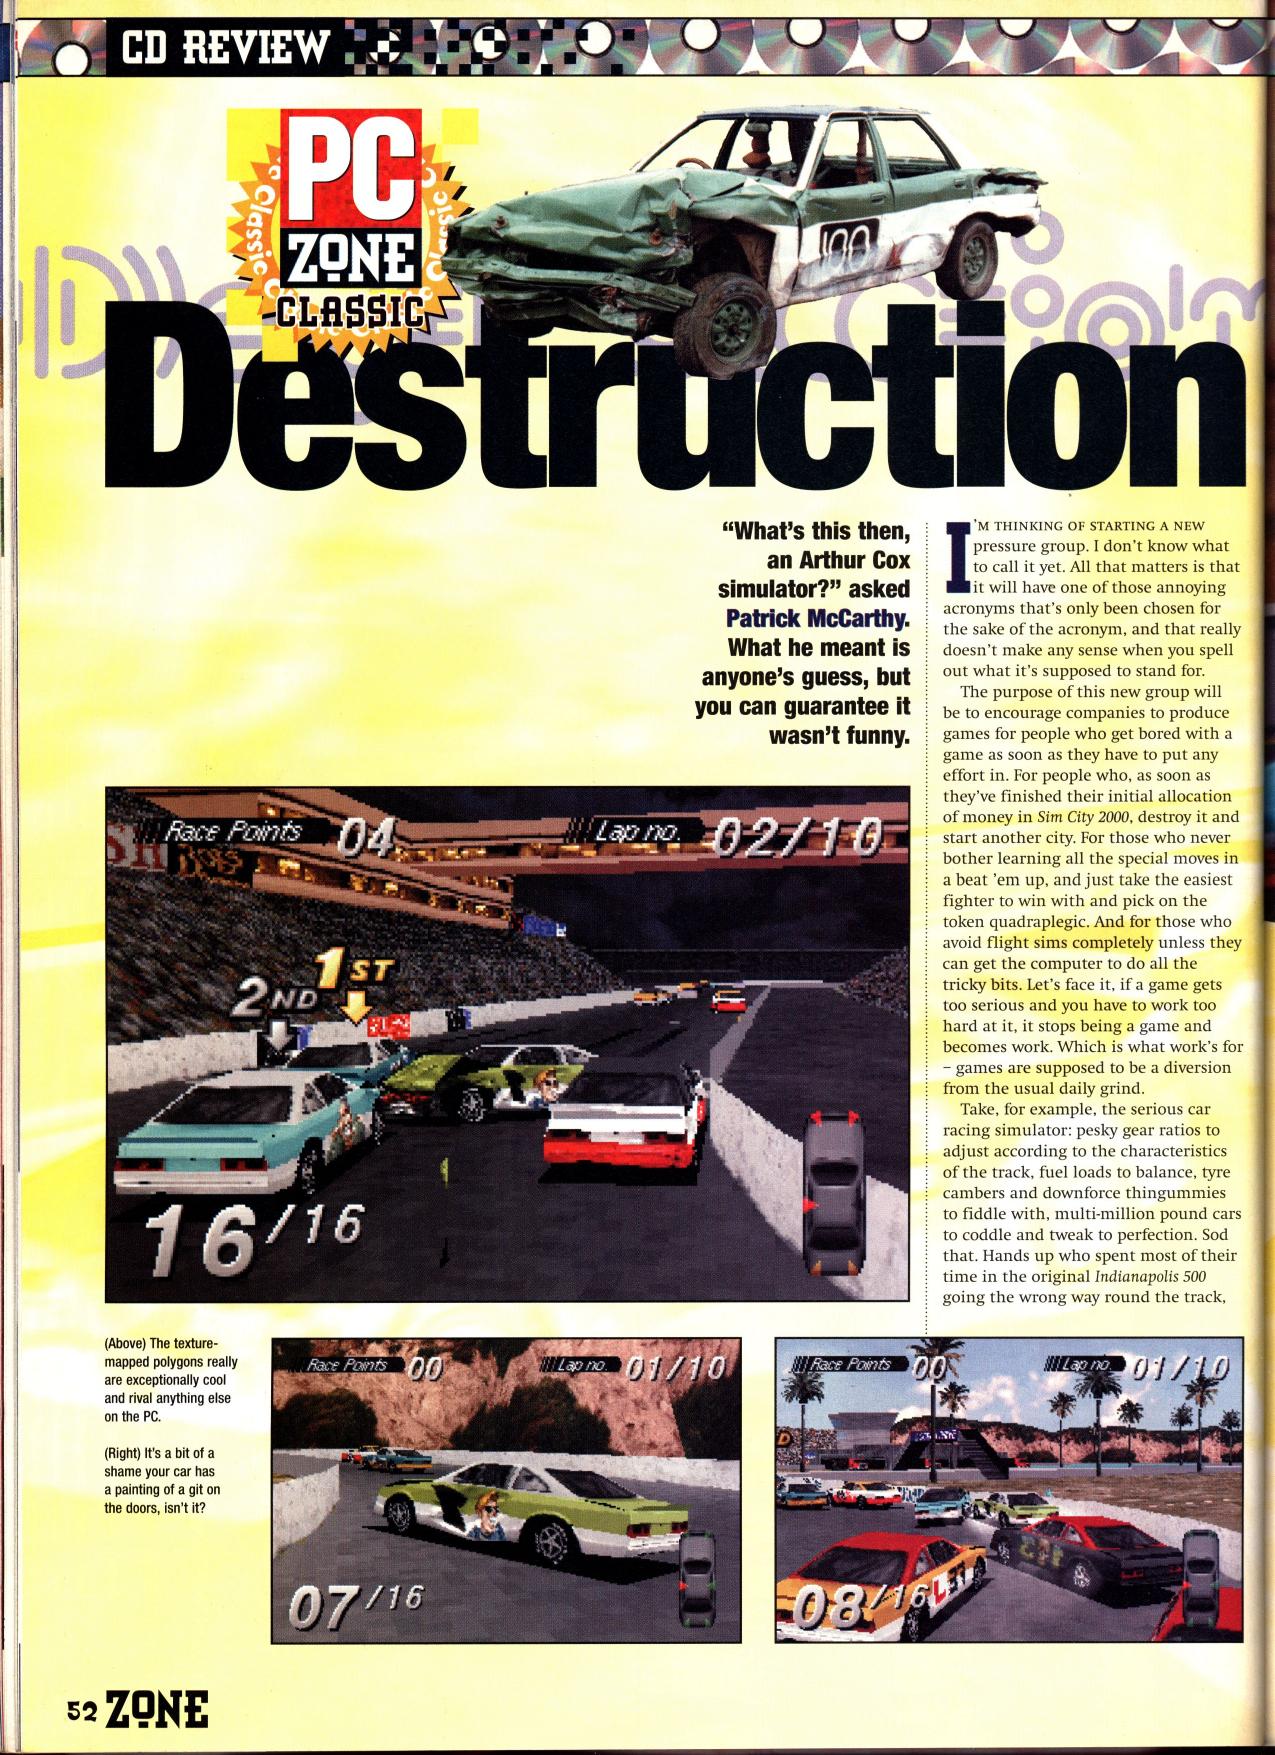 CD REVIEW
PC
ZONE
CLASSIC
Classic
Classic
100
Destruction
“What’s this then,
an Arthur Cox
simulator?” asked
Patrick McCarthy.
What he meant is
anyone’s guess, but
you can guarantee it
wasn’t funny.
I’M THINKING OF STARTING A NEW
pressure group. I don’t know what
to call it yet. All that matters is that
it will have one of those annoying
acronyms that’s only been chosen for
the sake of the acronym, and that really
doesn’t make any sense when you spell
out what it’s supposed to stand for.
The purpose of this new group will
be to encourage companies to produce
games for people who get bored with a
game as soon as they have to put any
effort in. For people who, as soon as
they’ve finished their initial allocation
of money in Sim City 2000, destroy it and
start another city. For those who never
bother learning all the special moves in
a beat ’em up, and just take the easiest
fighter to win with and pick on the
token quadraplegic. And for those who
avoid flight sims completely unless they
can get the computer to do all the
tricky bits. Let’s face it, if a game gets
too serious and you have to work too
hard at it, it stops being a game and
becomes work. Which is what work’s for
– games are supposed to be a diversion
from the usual daily grind.
Take, for example, the serious car
racing simulator: pesky gear ratios to
adjust according to the characteristics
of the track, fuel loads to balance, tyre
cambers and downforce thingummies
to fiddle with, multi-million pound cars
to coddle and tweak to perfection. Sod
that. Hands up who spent most of their
time in the original Indianapolis 500
going the wrong way round the track,
Race Points 04 Lap no. 02/10
1ST
2ND
16/16
(Above) The texture-
mapped polygons really
are exceptionally cool
and rival anything else
on the PC.
(Right) It’s a bit of a
shame your car has
a painting of a git on
the doors, isn’t it?
Race Points 00 Lap no. 01/10
07/16
Race Points 00 Lap no. 01/10
08/16
52 ZONE